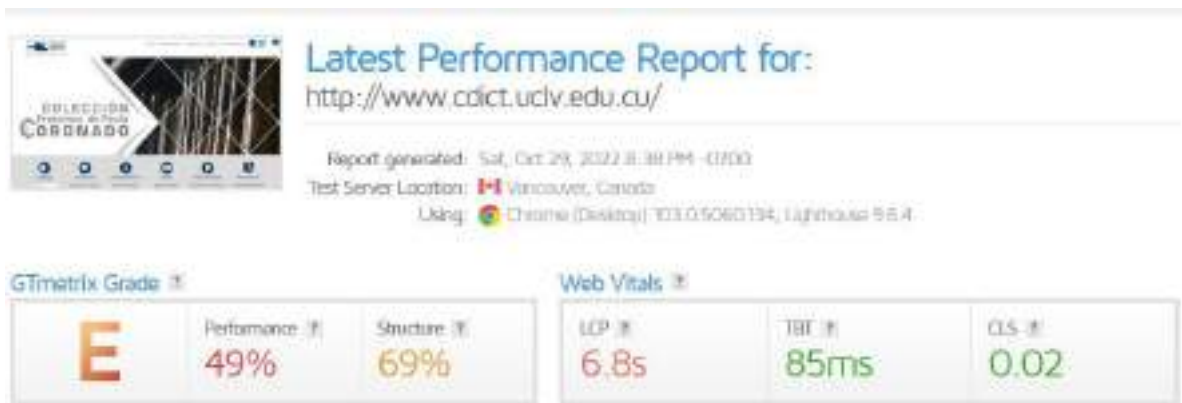 COLECCIÓN
CORONADO
Latest Performance Report for:
http://www.cdict.uclv.edu.cu/
Report generated: Sat, Oct 29, 2022 8:38 PM -0700
Test Server Location: Vancouver, Canada
Using: Chrome (Desktop) 103.0.5060.134, Lighthouse 9.6.4
GTmetrix Grade ?
Web Vitals ?
E
Performance ?
Structure ?
LCP ?
TBT ?
CLS ?
49%
69%
6.8s
85ms
0.02